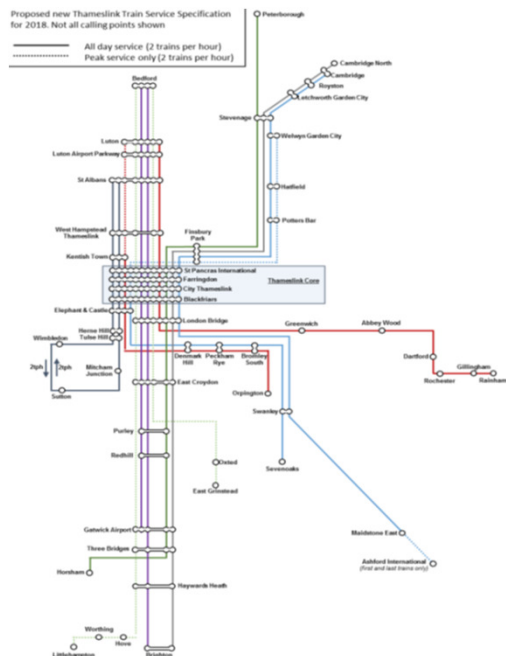 Proposed new Thameslink Train Service Specification
for 2018. Not all calling points shown
All day service (2 trains per hour)
Peak service only (2 trains per hour)
Peterborough
Cambridge North
Cambridge
Royston
Letchworth Garden City
Bedford
Stevenage
Welwyn Garden City
Luton
Luton Airport Parkway
St Albans
Hatfield
Potters Bar
West Hampstead
Thameslink
Finsbury
Park
Kentish Town
St Pancras International
Farringdon
Thameslink Core
City Thameslink
Blackfriars
Elephant & Castle
London Bridge
Greenwich
Abbey Wood
Herne Hill
Tulse Hill
Wimbledon
Denmark
Hill
Peckham
Rye
Bromley
South
Dartford
Gillingham
Rochester
Rainham
2tph
2tph
Mitcham
Junction
Sutton
East Croydon
Orpington
Swanley
Purley
Redhill
Oxted
Sevenoaks
East Grinstead
Gatwick Airport
Maidstone East
Three Bridges
Ashford International
(first and last trains only)
Horsham
Haywards Heath
Worthing
Hove
Littlehampton
Brighton